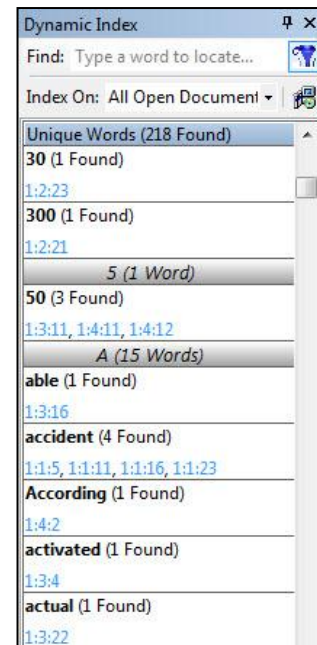 Dynamic Index
Find: Type a word to locate...
Index On: All Open Document
Unique Words (218 Found)
30 (1 Found)
1:2:23
300 (1 Found)
1:2:21
5 (1 Word)
50 (3 Found)
1:3:11, 1:4:11, 1:4:12
A (15 Words)
able (1 Found)
1:3:16
accident (4 Found)
1:1:5, 1:1:11, 1:1:16, 1:1:23
According (1 Found)
1:4:2
activated (1 Found)
1:3:4
actual (1 Found)
1:3:22